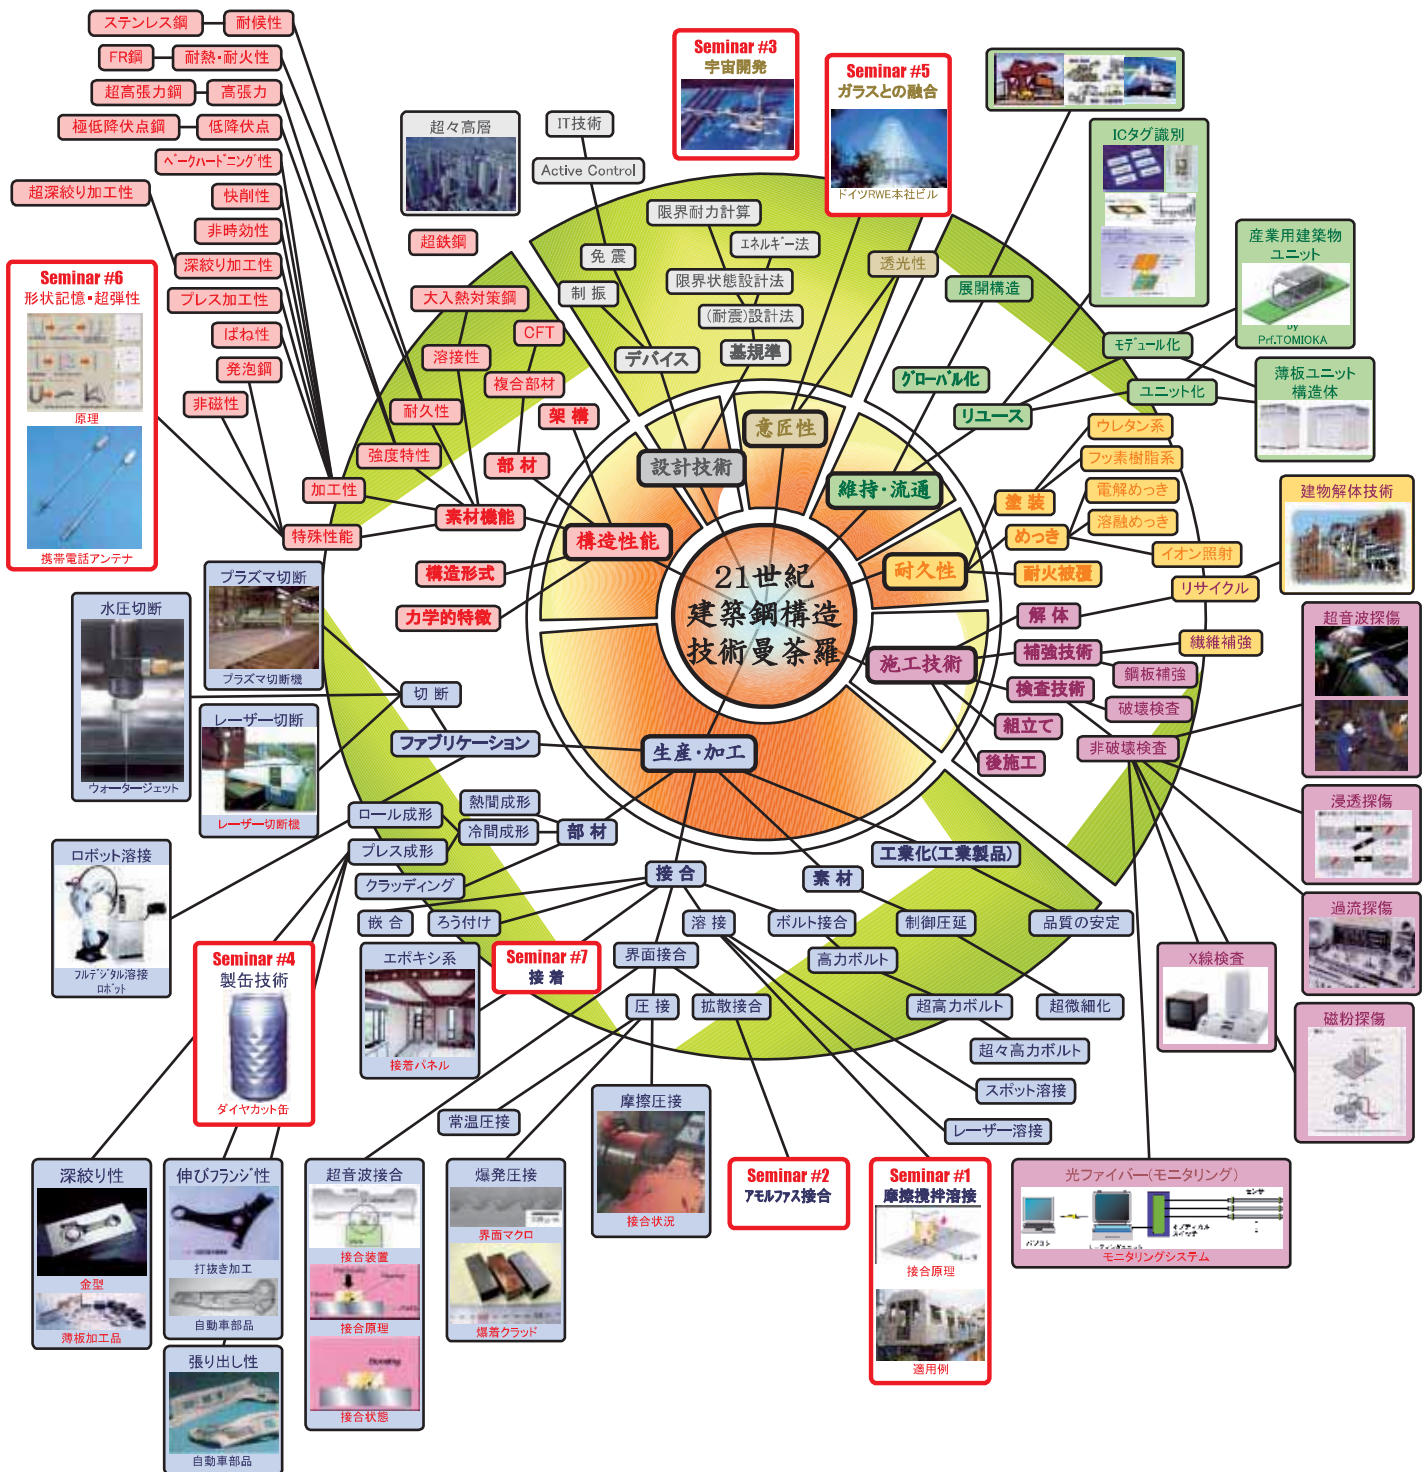 ステンレス鋼
耐候性
FR鋼
耐熱・耐火性
超高張力鋼
高張力
極低降伏点鋼
低降伏点
ベークハードニング性
超深絞り加工性
快削性
非時効性
深絞り加工性
プレス加工性
ばね性
発泡鋼
非磁性
Seminar #6
形状記憶・超弾性
原理
携帯電話アンテナ
超々高層
超鉄鋼
大入熱対策鋼
溶接性
耐久性
強度特性
加工性
特殊性能
素材機能
CFT
複合部材
架 構
部 材
構造性能
構造形式
力学的特徴
IT技術
Active Control
免 震
制 振
デバイス
限界耐力計算
エネルギー法
限界状態設計法
(耐震)設計法
基規準
設計技術
Seminar #3
宇宙開発
Seminar #5
ガラスとの融合
ドイツRWE本社ビル
透光性
意匠性
展開構造
グローバル化
リユース
維持・流通
ICタグ識別
産業用建築物
ユニット
by
Prf.TOMIOKA
モデュール化
ユニット化
薄板ユニット
構造体
ウレタン系
フッ素樹脂系
塗 装
電解めっき
溶融めっき
めっき
イオン照射
耐久性
耐火被覆
建物解体技術
リサイクル
21世紀
建築鋼構造
技術曼荼羅
解 体
補強技術
繊維補強
鋼板補強
施工技術
検査技術
破壊検査
組立て
非破壊検査
後施工
超音波探傷
浸透探傷
過流探傷
X線検査
磁粉探傷
光ファイバー(モニタリング)
センサ
パソコン
モニタリングシステム
プラズマ切断
プラズマ切断機
水圧切断
ウォータージェット
レーザー切断
レーザー切断機
切 断
ファブリケーション
生産・加工
熱間成形
ロール成形
冷間成形
部 材
プレス成形
クラッディング
ロボット溶接
フルデジタル溶接
ロボット
接 合
嵌 合
ろう付け
溶 接
ボルト接合
素 材
工業化(工業製品)
制御圧延
品質の安定
高力ボルト
超高力ボルト
超微細化
超々高力ボルト
スポット溶接
レーザー溶接
Seminar #4
製缶技術
ダイヤカット缶
エポキシ系
接着パネル
Seminar #7
接 着
界面接合
圧 接
拡散接合
常温圧接
摩擦圧接
接合状況
深絞り性
金型
薄板加工品
伸びフランジ性
打抜き加工
自動車部品
張り出し性
自動車部品
超音波接合
接合装置
接合原理
Bonding
接合状態
爆発圧接
界面マクロ
爆着クラッド
Seminar #2
アモルファス接合
Seminar #1
摩擦攪拌溶接
接合原理
適用例